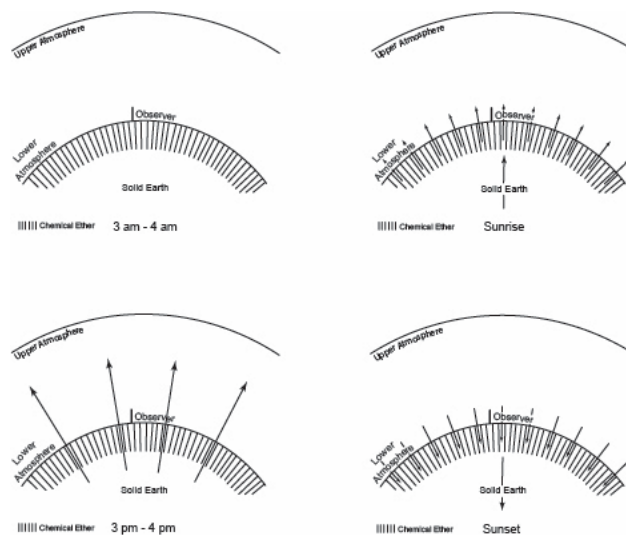 Upper Atmosphere
Observer
Lower
Atmosphere
Solid Earth
Chemical Ether
3 am - 4 am
Upper Atmosphere
Observer
Lower
Atmosphere
Solid Earth
Chemical Ether
Sunrise
Upper Atmosphere
Observer
Lower
Atmosphere
Solid Earth
Chemical Ether
3 pm - 4 pm
Upper Atmosphere
Observer
Lower
Atmosphere
Solid Earth
Chemical Ether
Sunset